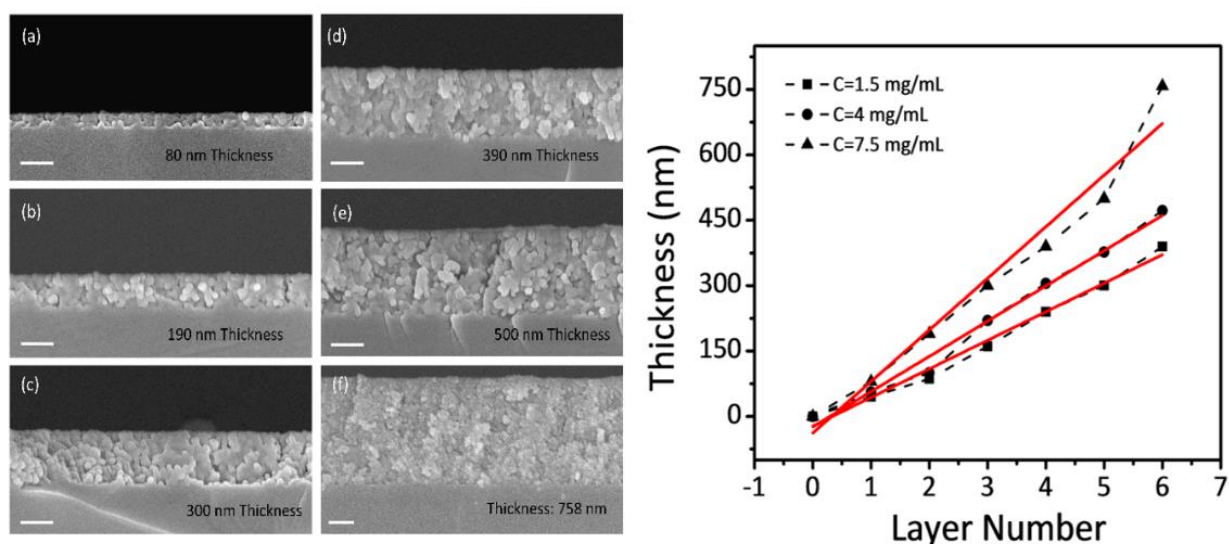 (a)
80 nm Thickness
(b)
190 nm Thickness
(c)
300 nm Thickness
(d)
390 nm Thickness
(e)
500 nm Thickness
(f)
Thickness: 758 nm
C=1.5 mg/mL
C=4 mg/mL
C=7.5 mg/mL
Thickness (nm)
750
600
450
300
150
0
-1 0 1 2 3 4 5 6 7
Layer Number